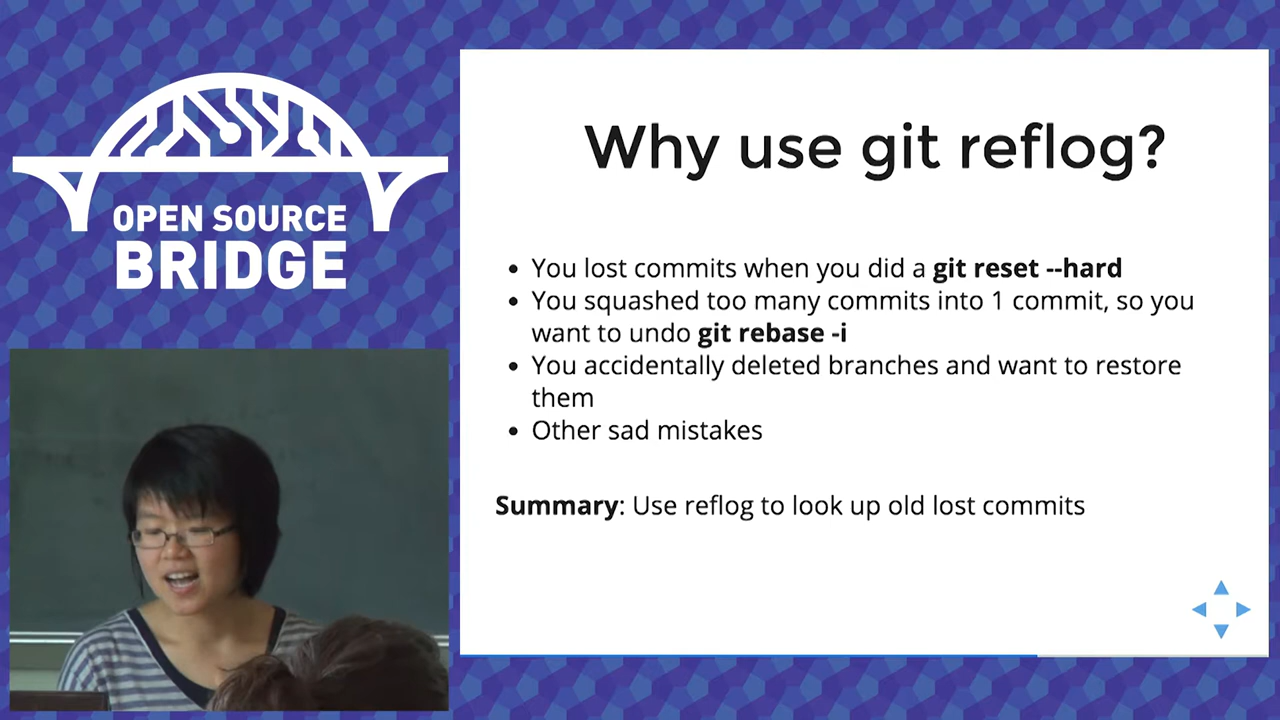 OPEN SOURCE
BRIDGE
Why use git reflog?
• You lost commits when you did a git reset --hard
• You squashed too many commits into 1 commit, so you
want to undo git rebase -i
• You accidentally deleted branches and want to restore
them
• Other sad mistakes
Summary: Use reflog to look up old lost commits